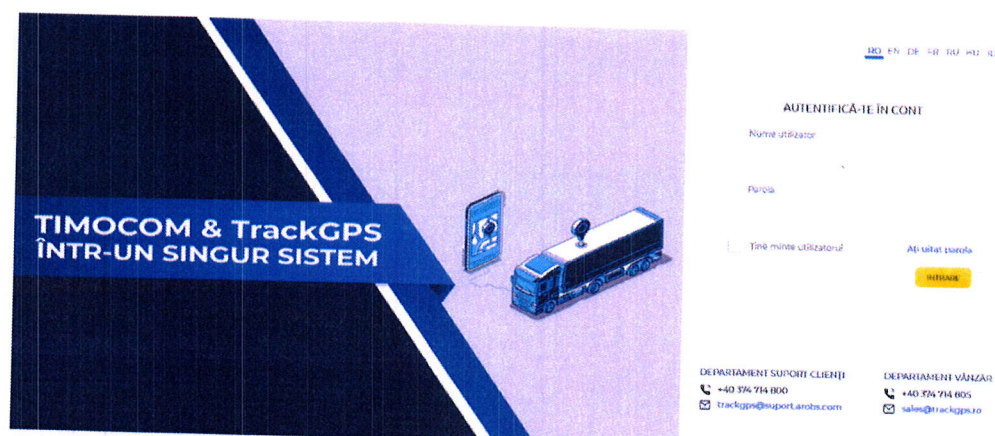 RO EN DE FR RU HU
AUTENTIFICĂ-TE ÎN CONT
Nume utilizator
Parola
TIMOCOM & TrackGPS
ÎNTR-UN SINGUR SISTEM
Ține minte utilizatorul
Ați uitat parola
INTRARE
DEPARTAMENT SUPORT CLIENȚI
+40 374 714 800
trackgps@suport.arobs.com
DEPARTAMENT VÂNZĂR
+40 374 714 805
sales@trackgps.ro